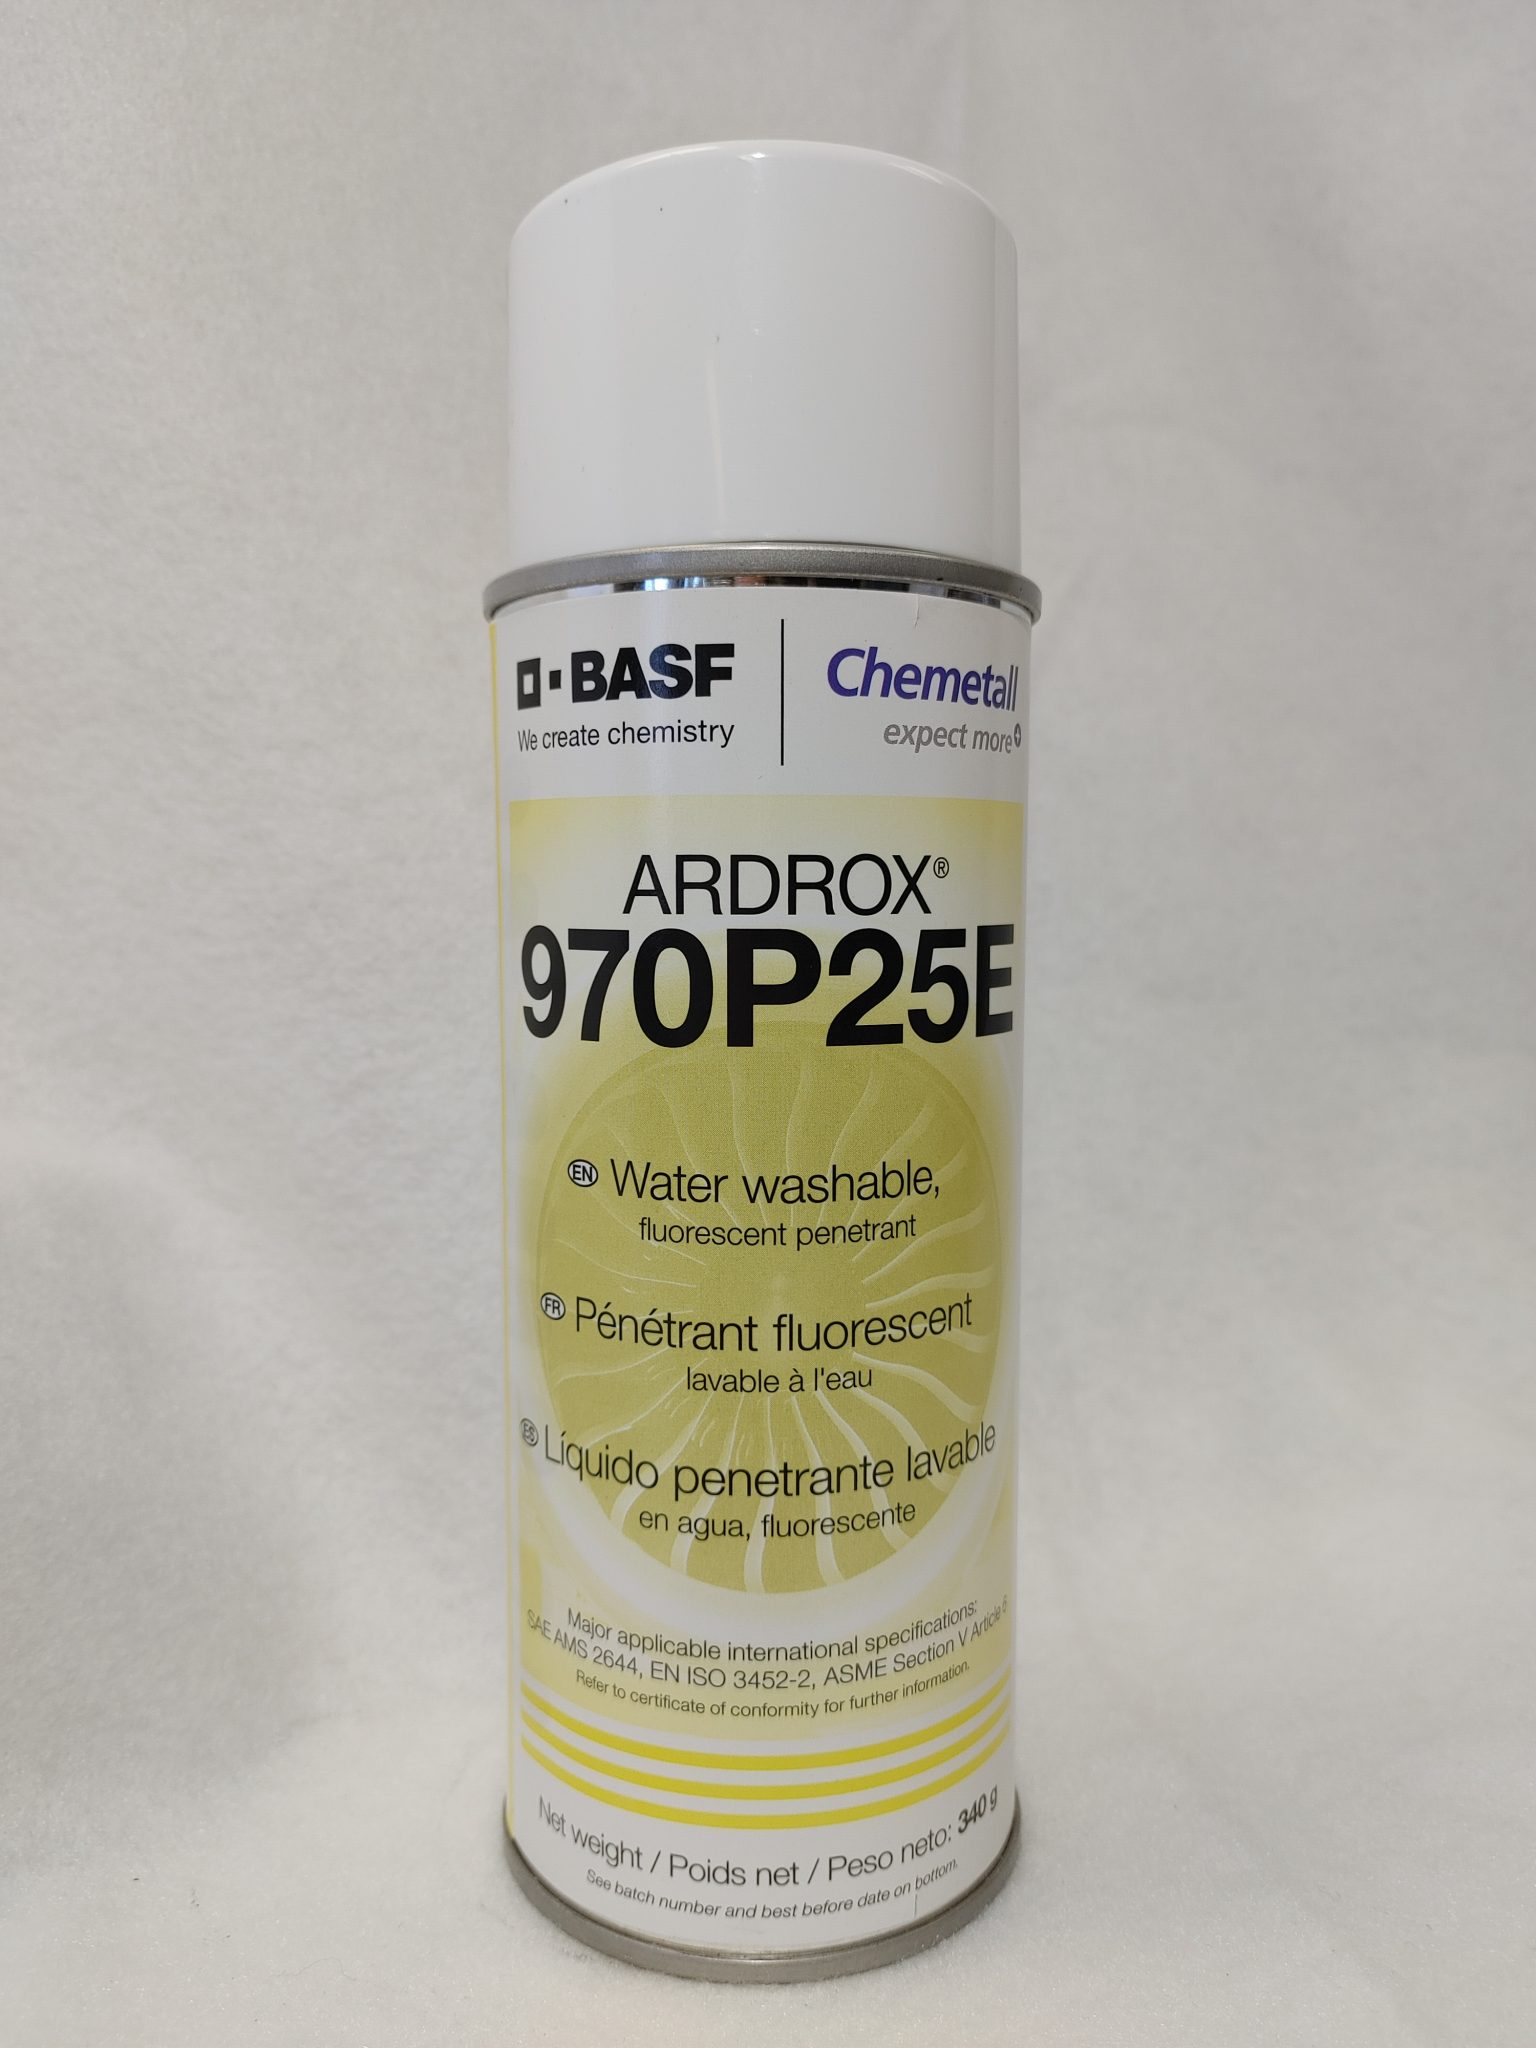 BASF
We create chemistry
Chemetall
expect more+
ARDROX®
970P25E
EN Water washable,
fluorescent penetrant
FR Pénétrant fluorescent
lavable à l'eau
ES Líquido penetrante lavable
en agua, fluorescente
Major applicable international specifications:
SAE AMS 2644, EN ISO 3452-2, ASME Section V Article 6
Refer to certificate of conformity for further information.
Net weight / Poids net / Peso neto: 340 g
See batch number and best before date on bottom.